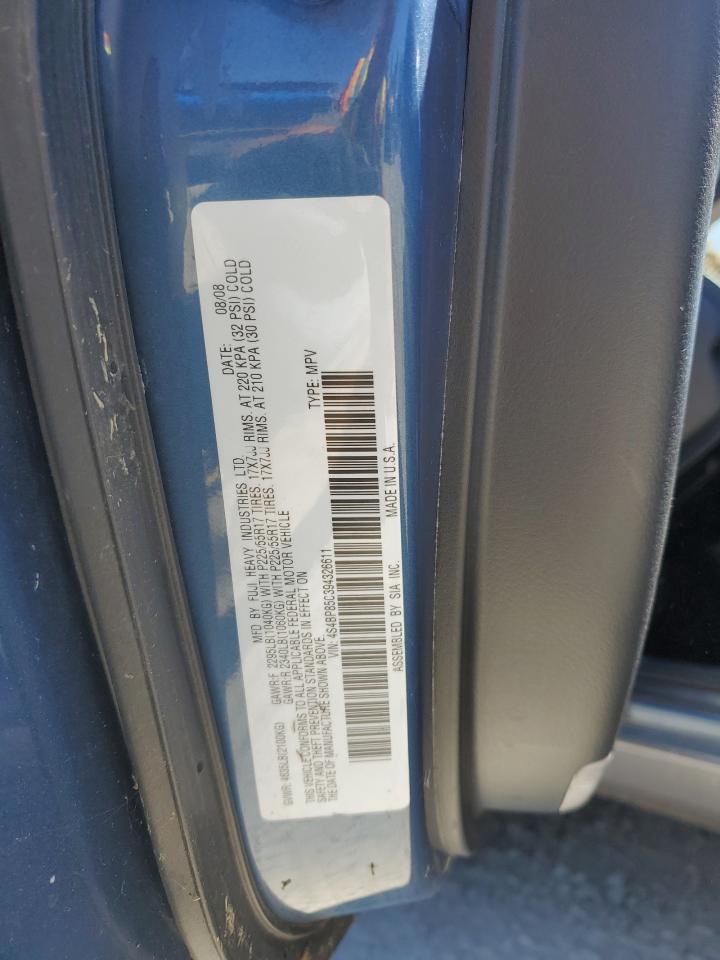 MFD BY FUJI HEAVY INDUSTRIES LTD. DATE: 08/08
GAWR:F 2295LB(1040KG) WITH P225/55R17 TIRES. 17X7JJ RIMS. AT 220 KPA (32 PSI) COLD
GAWR:R 2340LB(1060KG) WITH P225/55R17 TIRES. 17X7JJ RIMS. AT 210 KPA (30 PSI) COLD
GVWR: 4635LB(2100KG)
THIS VEHICLE CONFORMS TO ALL APPLICABLE FEDERAL MOTOR VEHICLE
SAFETY AND THEFT PREVENTION STANDARDS IN EFFECT ON
THE DATE OF MANUFACTURE SHOWN ABOVE.
VIN: 4S4BP85C394326611 TYPE: MPV
ASSEMBLED BY SIA INC. MADE IN U.S.A.